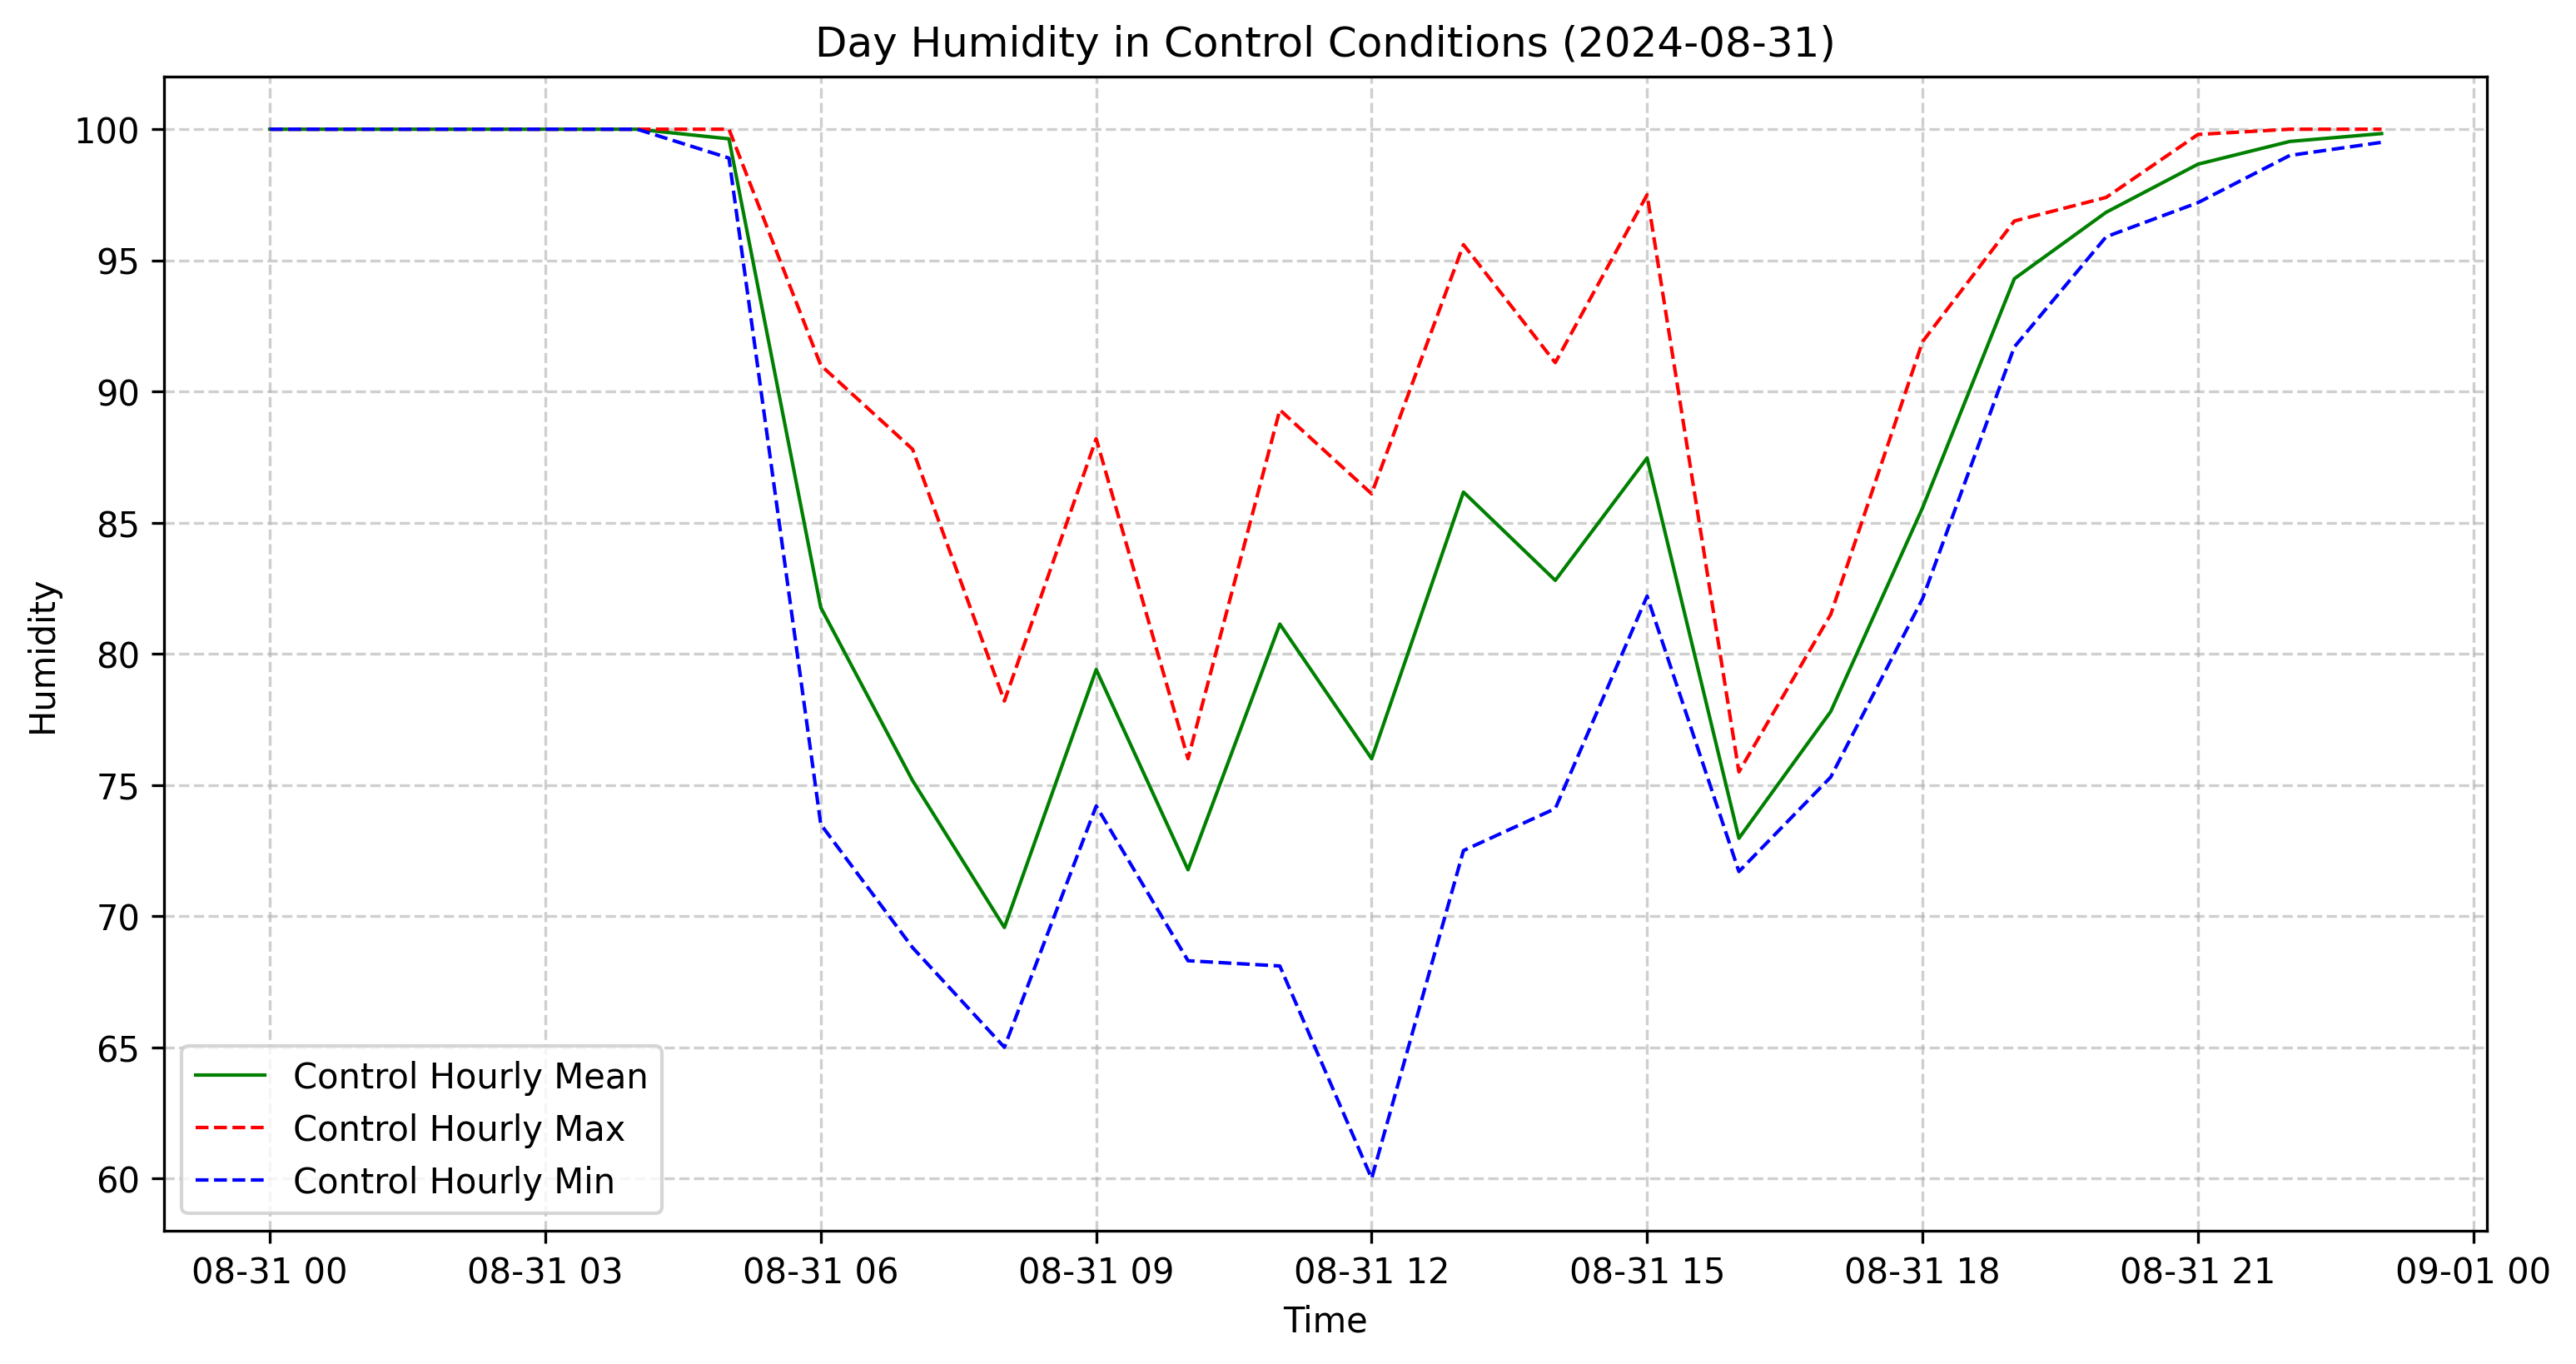 Day Humidity in Control Conditions (2024-08-31)
Humidity
100
95
90
85
80
75
70
65
60
Control Hourly Mean
Control Hourly Max
Control Hourly Min
08-31 00 08-31 03 08-31 06 08-31 09 08-31 12 08-31 15 08-31 18 08-31 21 09-01 00
Time